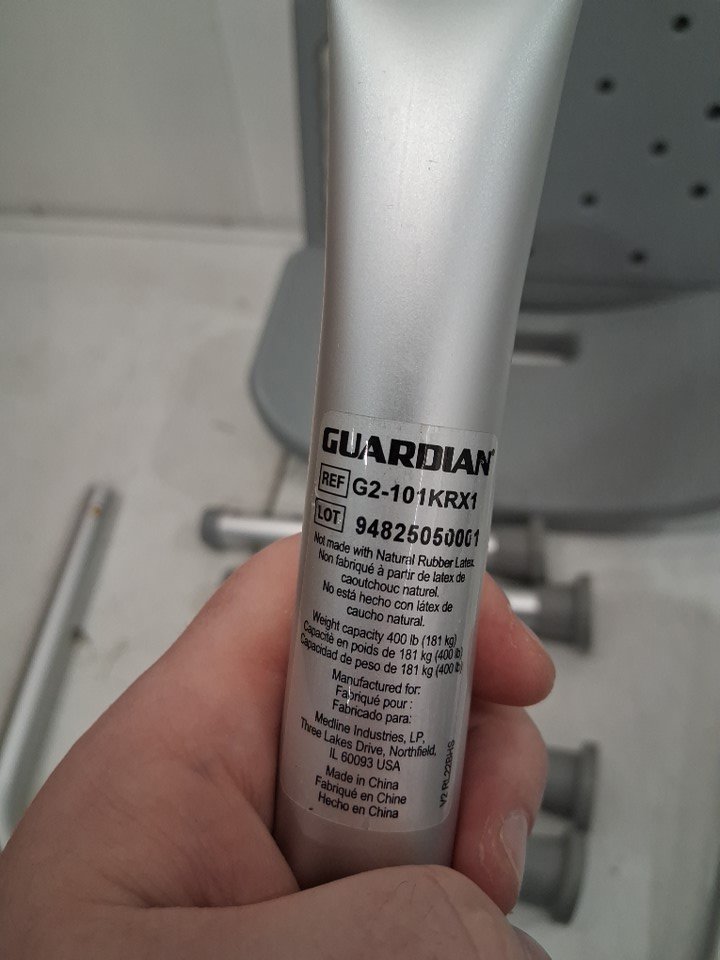 GUARDIAN®
REF G2-101KRX1
LOT 94825050001
Not made with Natural Rubber Latex.
Non fabriqué à partir de latex de
caoutchouc naturel.
No está hecho con látex de
caucho natural.
Weight capacity 400 lb (181 kg)
Capacité en poids de 181 kg (400 lb)
Capacidad de peso de 181 kg (400 lb)
Manufactured for:
Fabriqué pour :
Fabricado para:
Medline Industries, LP,
Three Lakes Drive, Northfield,
IL 60093 USA
Made in China
Fabriqué en Chine
Hecho en China
V2 RL22BHS